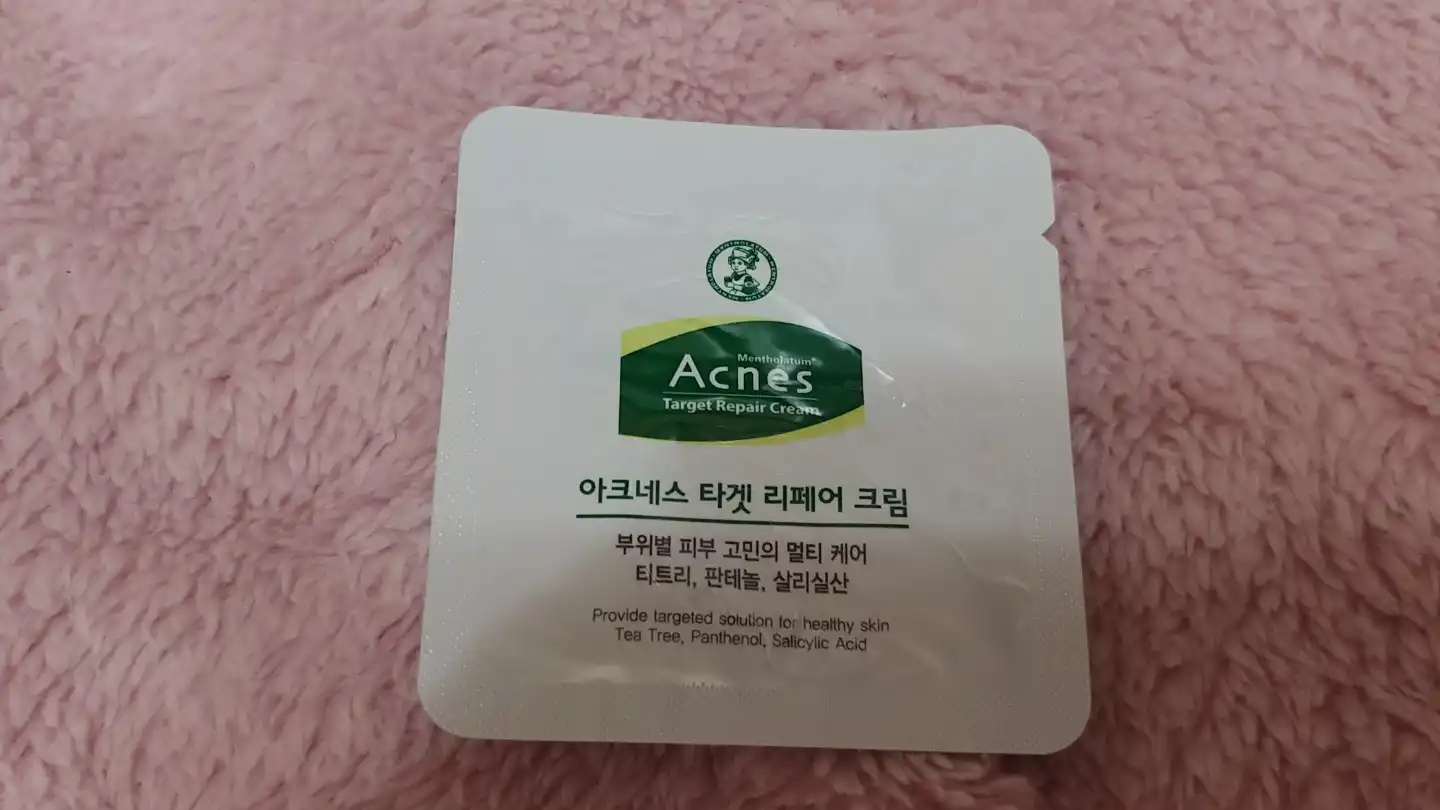 Mentholatum®
Acnes
Target Repair Cream
아크네스 타겟 리페어 크림
부위별 피부 고민의 멀티 케어
티트리, 판테놀, 살리실산
Provide targeted solution for healthy skin
Tea Tree, Panthenol, Salicylic Acid